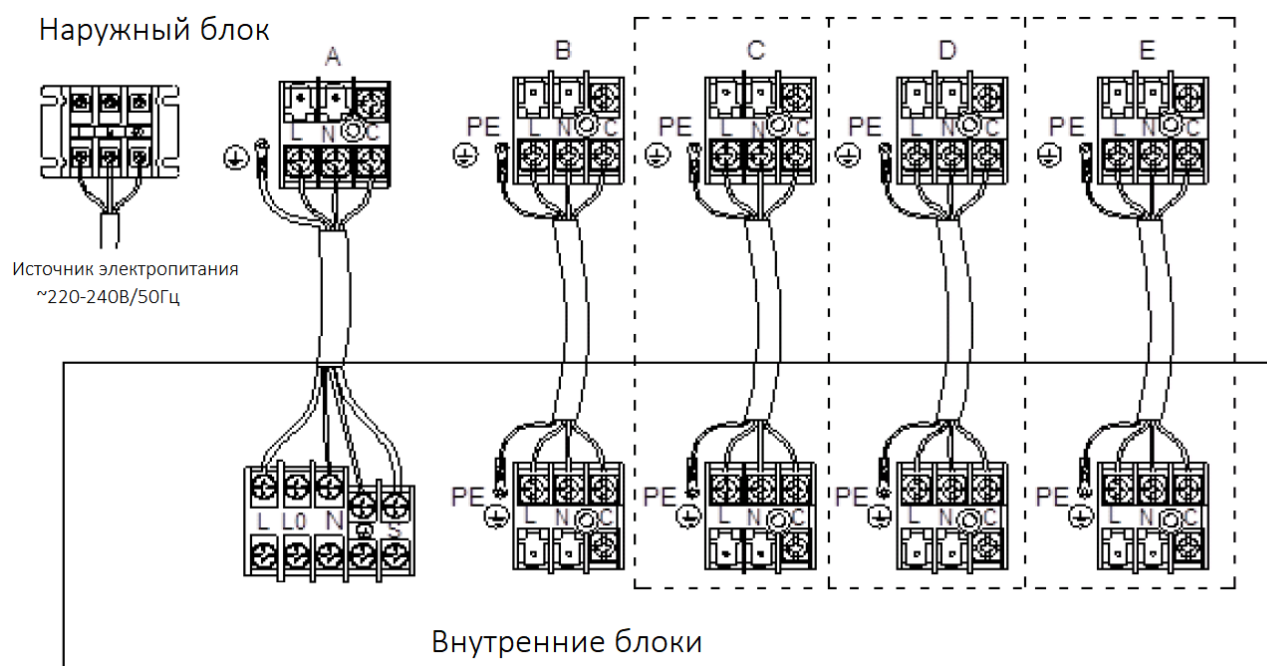 Наружный блок
A
B
C
D
E
L N C
PE L N C
PE L N C
PE L N C
PE L N C
Источник электропитания
~220-240В/50Гц
L L0 N S
PE L N C
PE L N C
PE L N C
PE L N C
Внутренние блоки